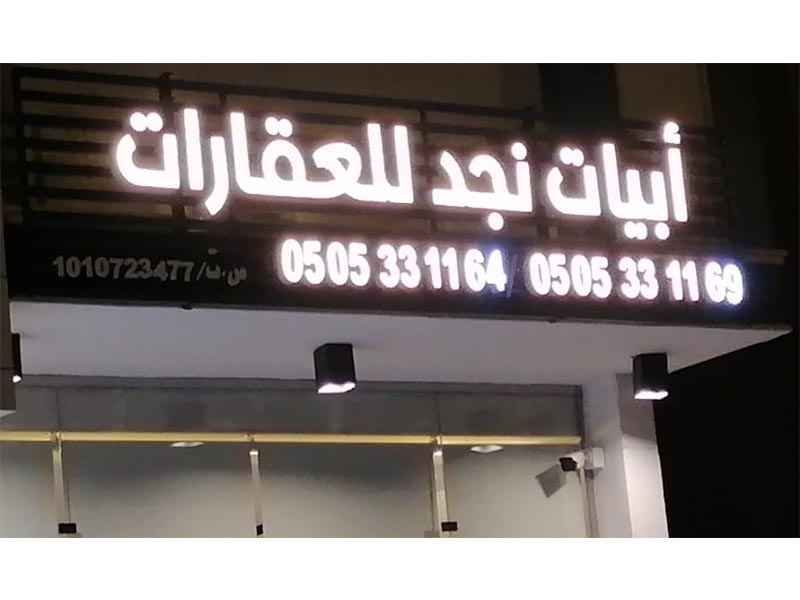 أبيات نجد للعقارات
0505 33 11 69 / 0505 33 11 64
س.ت/ 1010723477